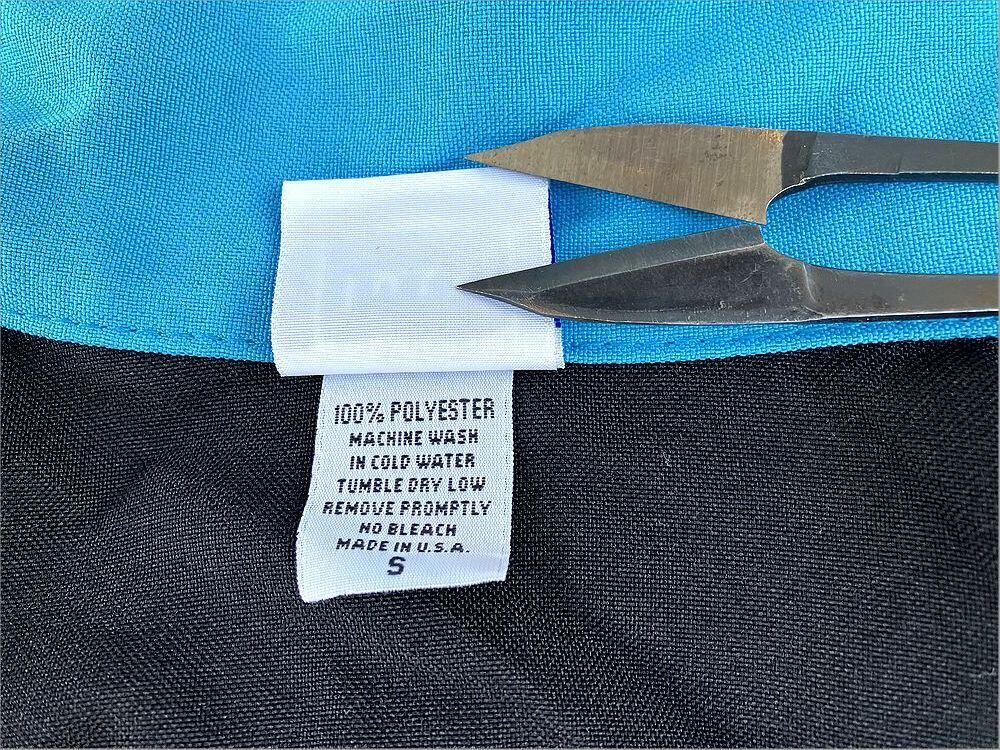 100% POLYESTER
MACHINE WASH
IN COLD WATER
TUMBLE DRY LOW
REMOVE PROMPTLY
NO BLEACH
MADE IN U.S.A.
S